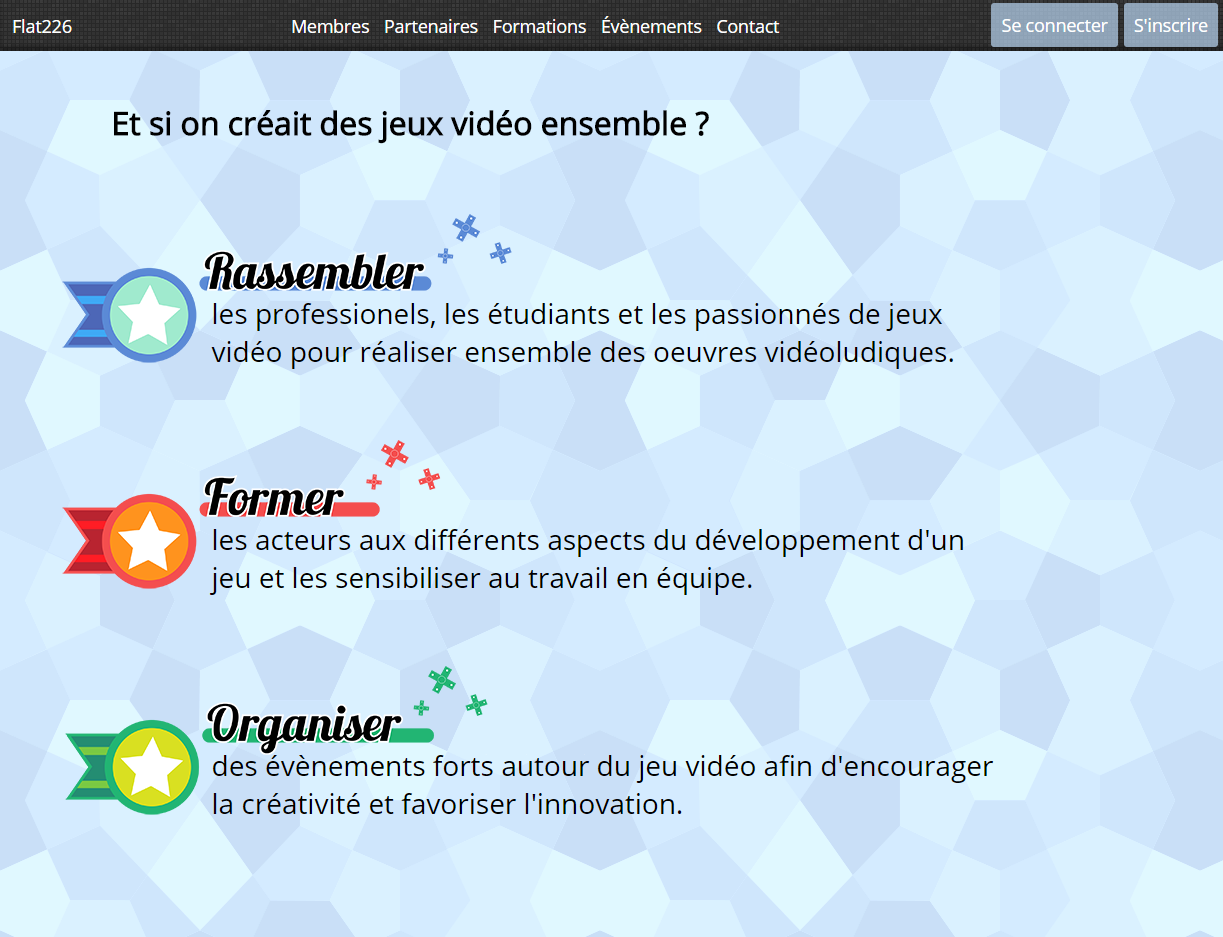 Flat226 Membres Partenaires Formations Évènements Contact Se connecter S'inscrire
Et si on créait des jeux vidéo ensemble ?
Rassembler
les professionels, les étudiants et les passionnés de jeux
vidéo pour réaliser ensemble des oeuvres vidéoludiques.
Former
les acteurs aux différents aspects du développement d'un
jeu et les sensibiliser au travail en équipe.
Organiser
des évènements forts autour du jeu vidéo afin d'encourager
la créativité et favoriser l'innovation.